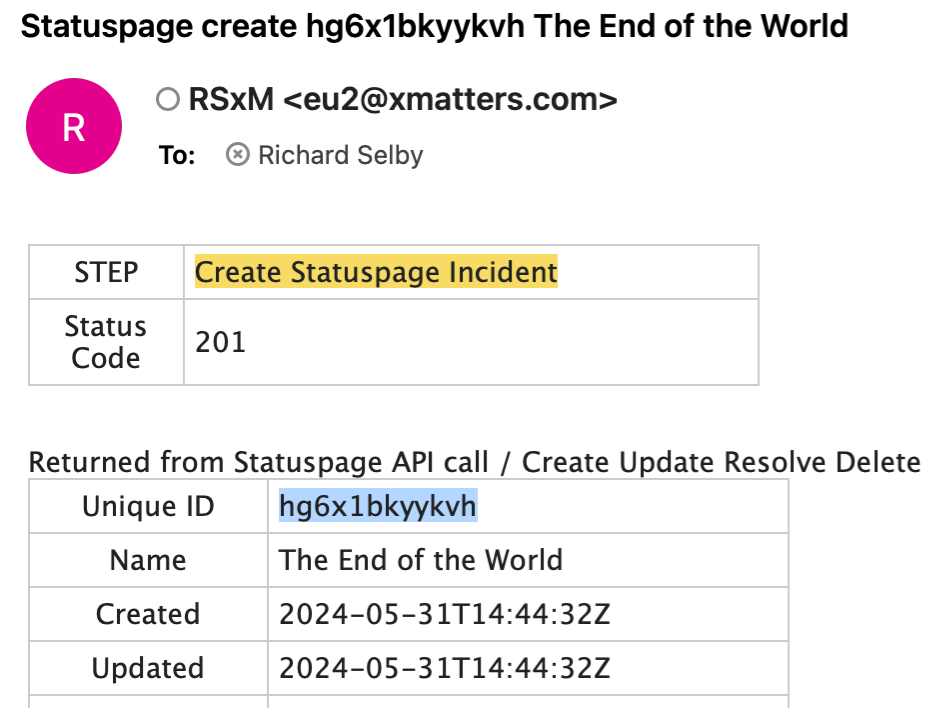 Statuspage create hg6x1bkyykvh The End of the World
R
RSxM <eu2@xmatters.com>
To: Richard Selby
STEP Create Statuspage Incident
Status
Code 201
Returned from Statuspage API call / Create Update Resolve Delete
Unique ID hg6x1bkyykvh
Name The End of the World
Created 2024-05-31T14:44:32Z
Updated 2024-05-31T14:44:32Z